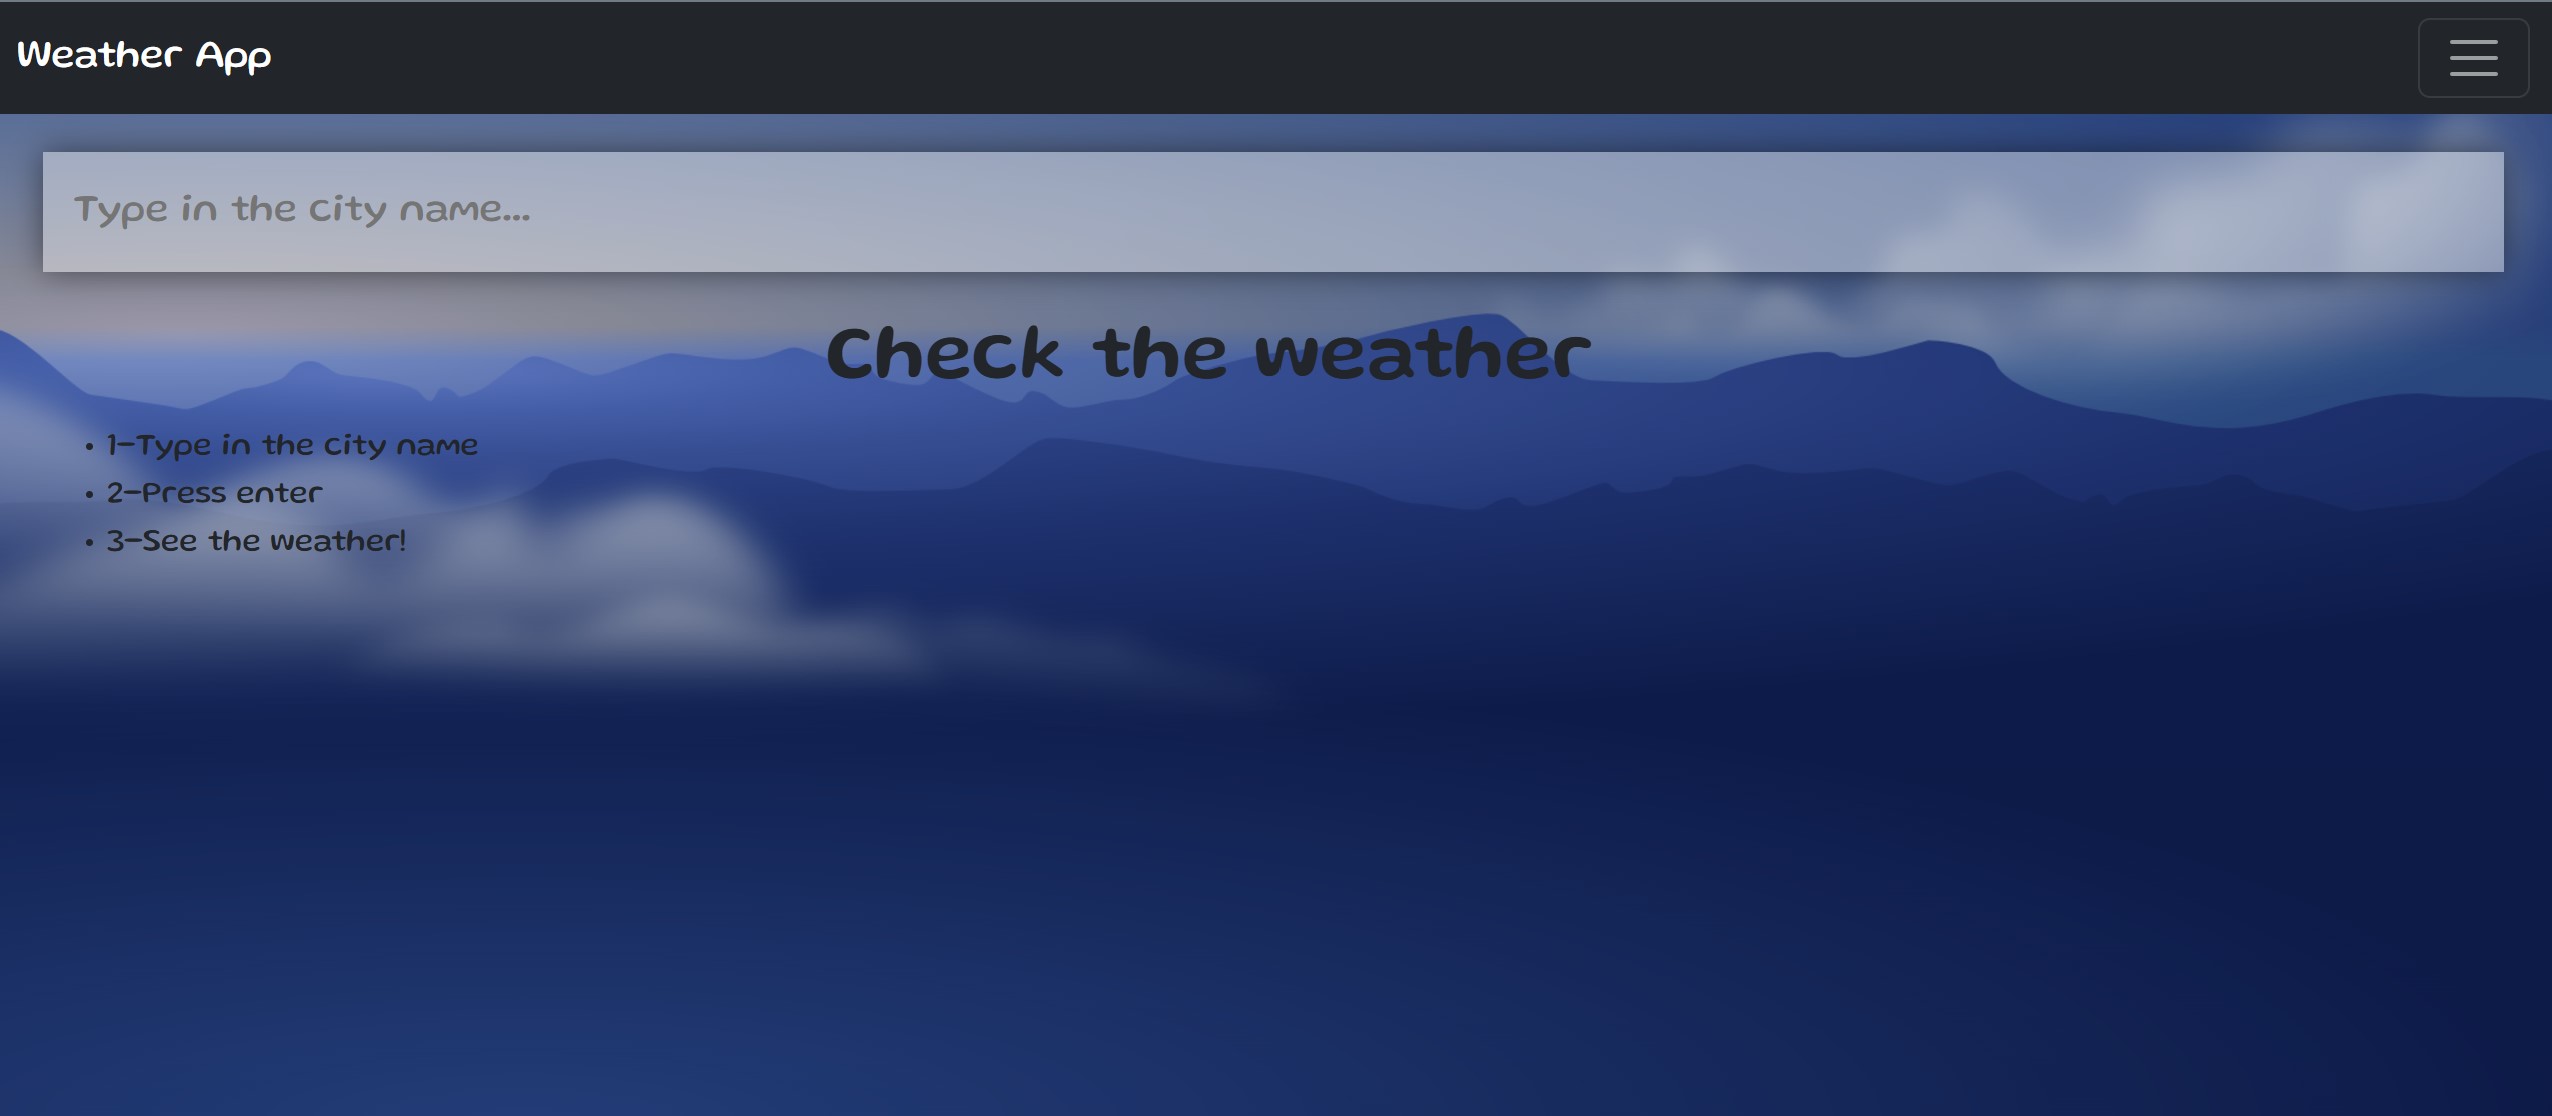 Weather App
Type in the city name...
Check the weather
• 1-Type in the city name
• 2-Press enter
• 3-See the weather!